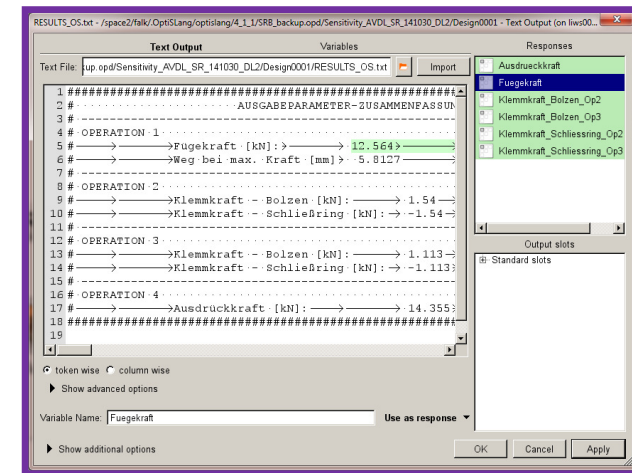 RESULTS_OS.txt - /space2/falk/.OptiSLang/optislang/4_1_1/SRB_backup.opd/Sensitivity_AVDL_SR_141030_DL2/Design0001 - Text Output (on liws00...
Text Output Variables
Text File: kup.opd/Sensitivity_AVDL_SR_141030_DL2/Design0001/RESULTS_OS.txt Import
1 ################################################
2 # AUSGABEPARAMETER-ZUSAMMENFASSUN
3 # ----------------------------------------------
4 # OPERATION 1
5 # Fügekraft [kN]: 12.564
6 # Weg bei max. Kraft [mm] 5.8127
7 # ----------------------------------------------
8 # OPERATION 2
9 # Klemmkraft - Bolzen [kN]: 1.54
10 # Klemmkraft - Schließring [kN]: -1.54
11 # ----------------------------------------------
12 # OPERATION 3
13 # Klemmkraft - Bolzen [kN]: 1.113
14 # Klemmkraft - Schließring [kN]: -1.113
15 # ----------------------------------------------
16 # OPERATION 4
17 # Ausdrückkraft [kN]: 14.355
18 ################################################
19
token wise column wise
Show advanced options
Variable Name: Fuegekraft Use as response
Show additional options
Responses
Ausdrueckkraft
Fuegekraft
Klemmkraft_Bolzen_Op2
Klemmkraft_Bolzen_Op3
Klemmkraft_Schliessring_Op2
Klemmkraft_Schliessring_Op3
Output slots
Standard slots
OK Cancel Apply